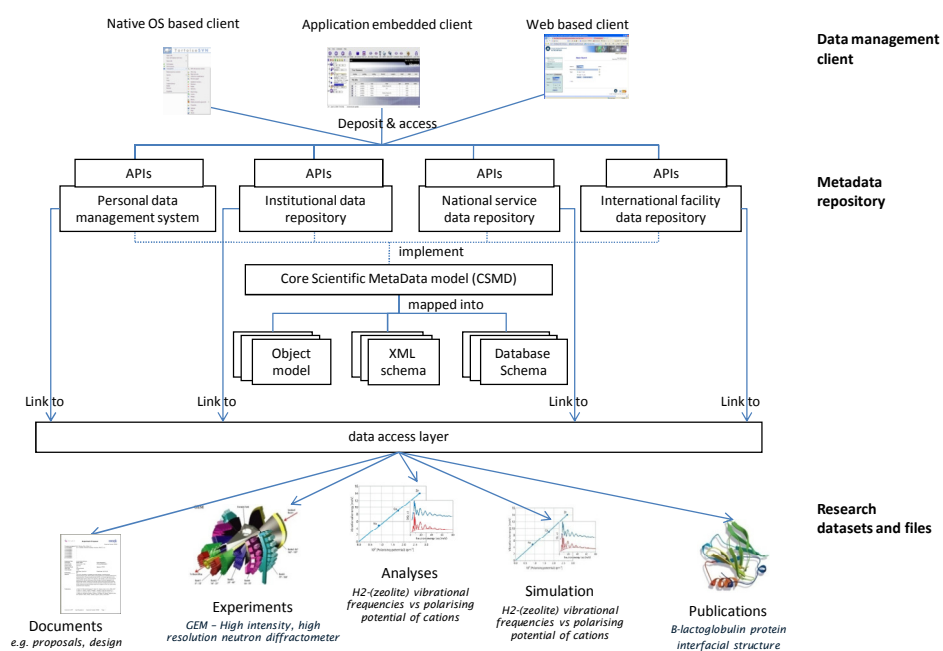 Native OS based client
Application embedded client
Web based client
Data management
client
Deposit & access
APIs
APIs
APIs
APIs
Personal data
management system
Institutional data
repository
National service
data repository
International facility
data repository
Metadata
repository
implement
Core Scientific MetaData model (CSMD)
mapped into
Object
model
XML
schema
Database
Schema
Link to
Link to
Link to
Link to
data access layer
Research
datasets and files
Documents
e.g. proposals, design
Experiments
GEM – High intensity, high
resolution neutron diffractometer
Analyses
H2-(zeolite) vibrational
frequencies vs polarising
potential of cations
Simulation
H2-(zeolite) vibrational
frequencies vs polarising
potential of cations
Publications
B-lactoglobulin protein
interfacial structure